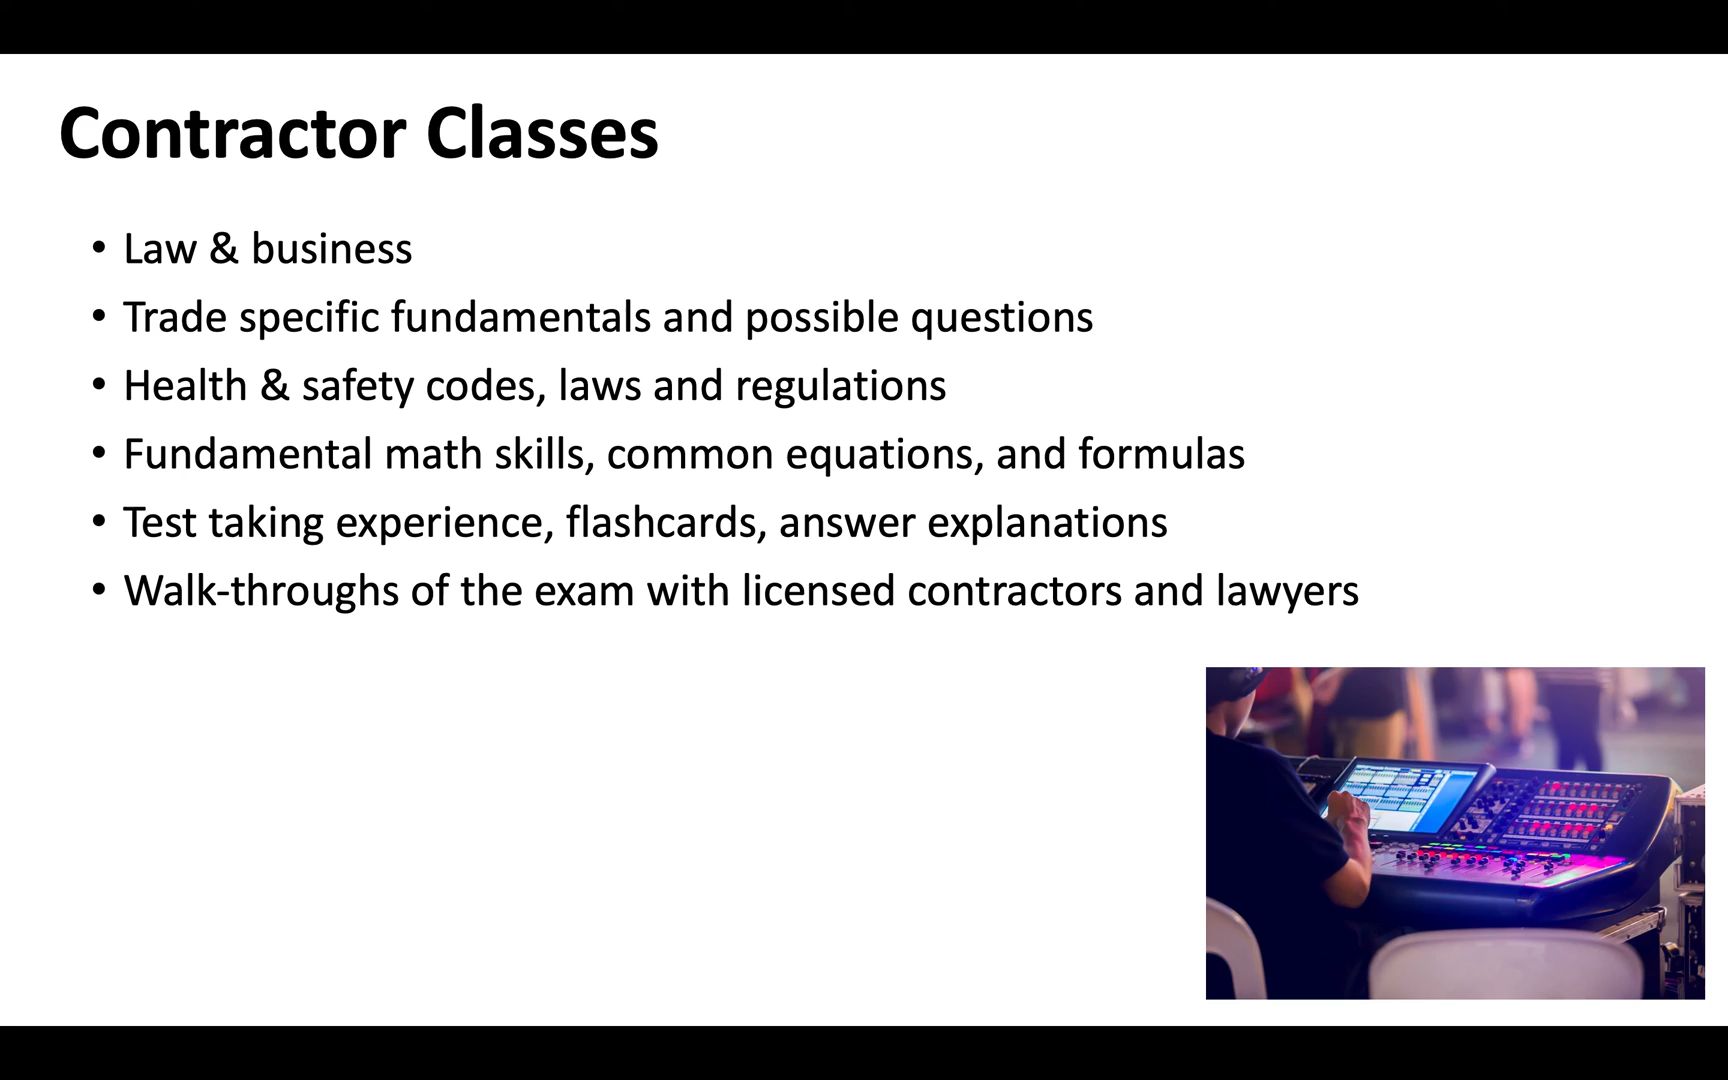 Contractor Classes
• Law & business
• Trade specific fundamentals and possible questions
• Health & safety codes, laws and regulations
• Fundamental math skills, common equations, and formulas
• Test taking experience, flashcards, answer explanations
• Walk-throughs of the exam with licensed contractors and lawyers